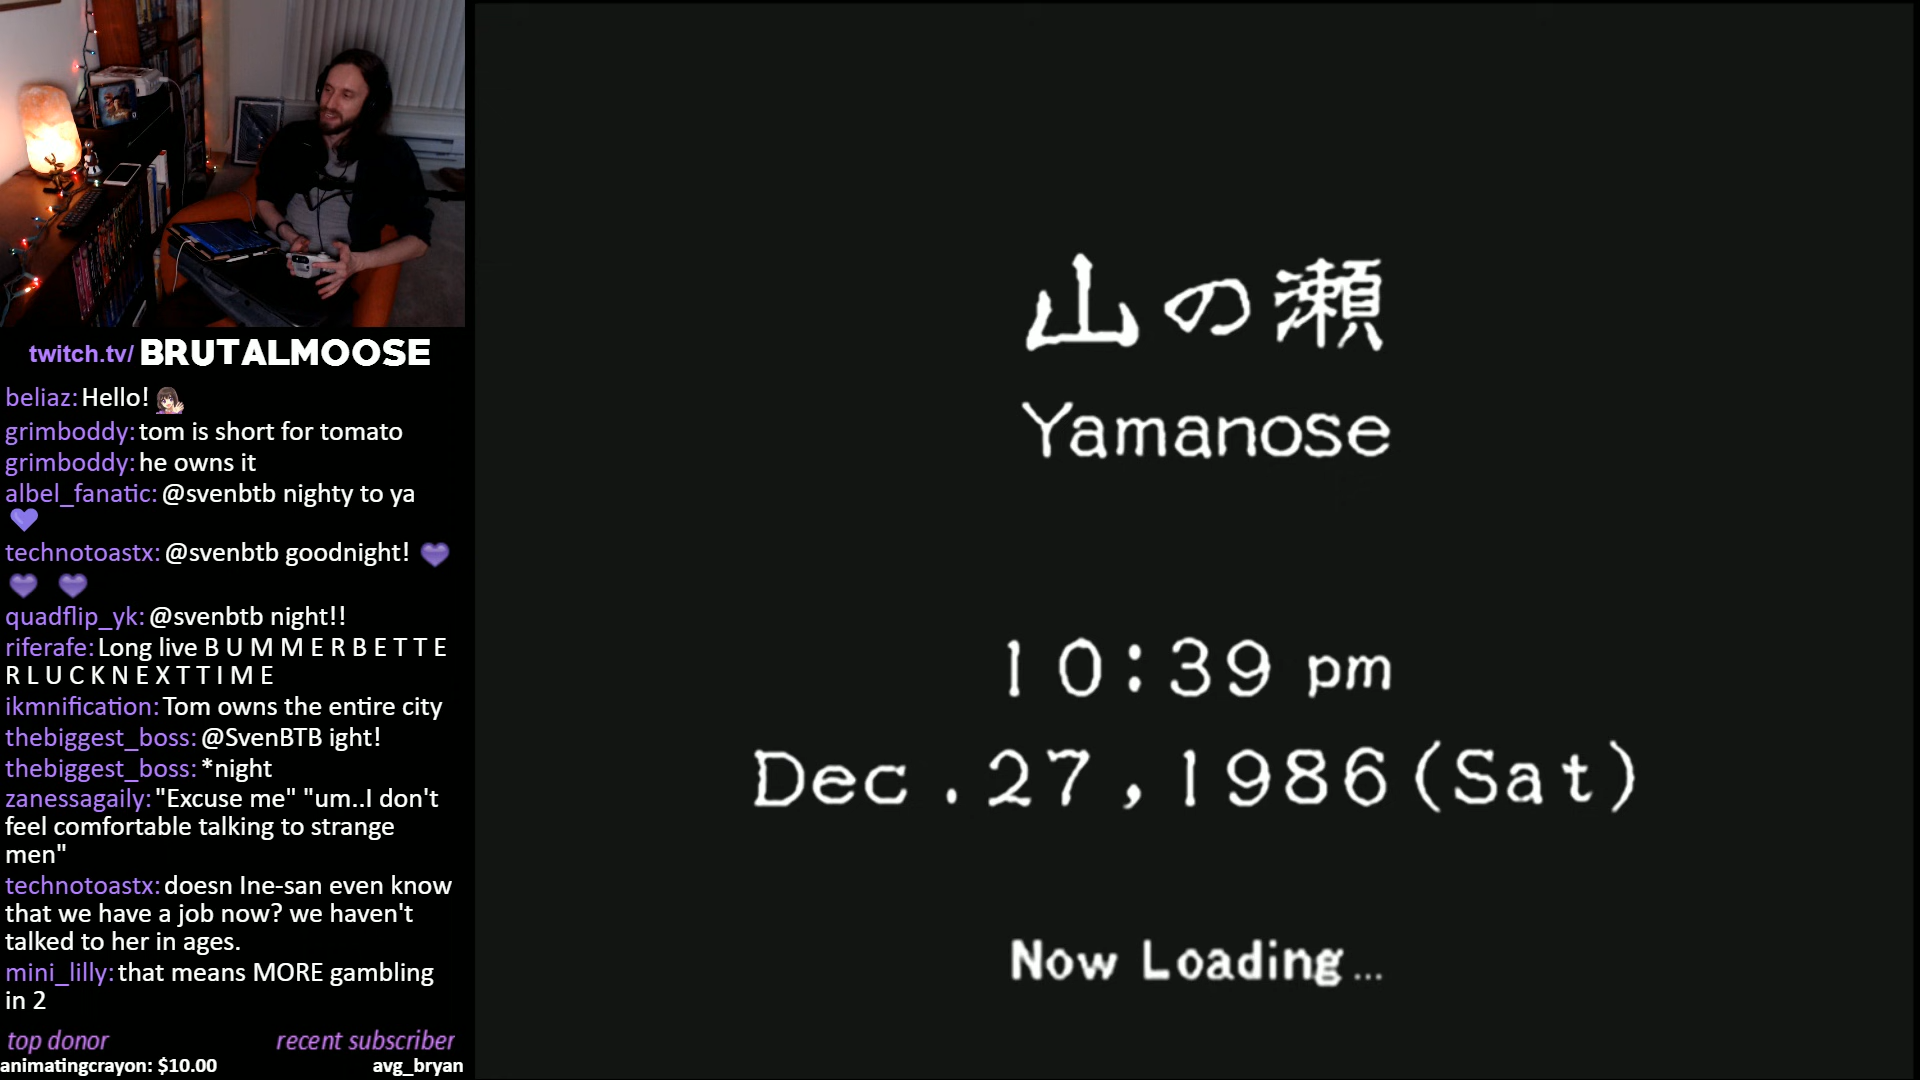 twitch.tv/ BRUTALMOOSE
beliaz: Hello!
grimboddy: tom is short for tomato
grimboddy: he owns it
albel_fanatic: @svenbtb nighty to ya
technotoastx: @svenbtb goodnight!
quadflip_yk: @svenbtb night!!
riferafe: Long live B U M M E R B E T T E
R L U C K N E X T T I M E
ikmnification: Tom owns the entire city
thebiggest_boss: @SvenBTB ight!
thebiggest_boss: *night
zanessagaily: "Excuse me" "um..I don't
feel comfortable talking to strange
men"
technotoastx: doesn Ine-san even know
that we have a job now? we haven't
talked to her in ages.
mini_lilly: that means MORE gambling
in 2
top donor
animatingcrayon: $10.00
recent subscriber
avg_bryan
山の瀬
Yamanose
10:39 pm
Dec.27,1986(Sat)
Now Loading...